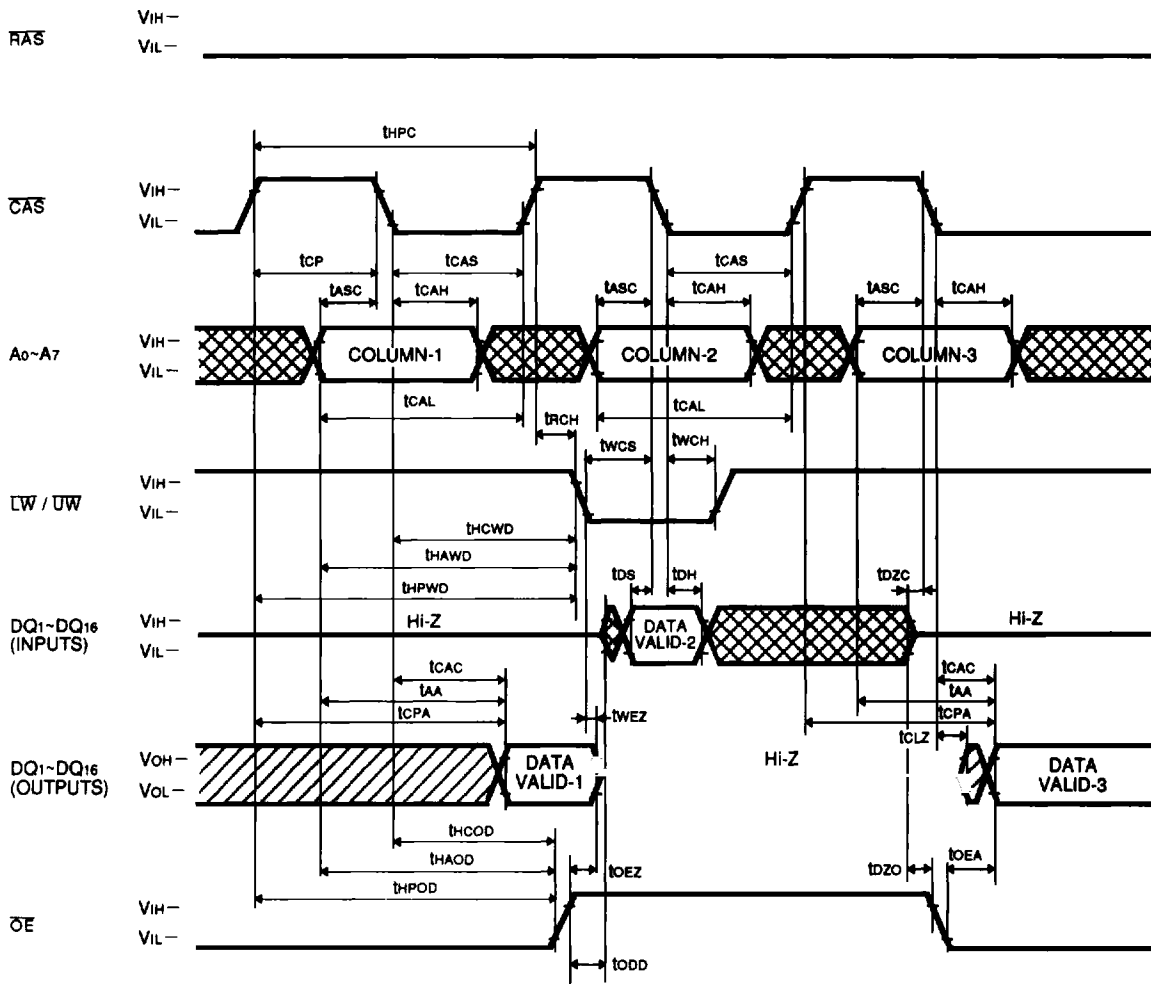 VIH
RAS
VIL
tHPC
VIH
CAS
VIL
tCP tCAS tCAS
tASC tCAH tASC tCAH tASC tCAH
VIH
A0~A7 COLUMN-1 COLUMN-2 COLUMN-3
VIL
tCAL tCAL
tRCH
tWCS tWCH
VIH
LW / UW
VIL
tHCWD
tHAWD tDS tDH tDZC
tHPWD
DQ1~DQ16 VIH Hi-Z DATA Hi-Z
(INPUTS) VIL VALID-2
tCAC tCAC
tAA tAA
tCPA tWEZ tCPA
tCLZ
Hi-Z
DQ1~DQ16 VOH DATA DATA
(OUTPUTS) VOL VALID-1 VALID-3
tHCOD
tHAOD tOEZ tDZO tOEA
tHPOD
VIH
OE
VIL
tODD